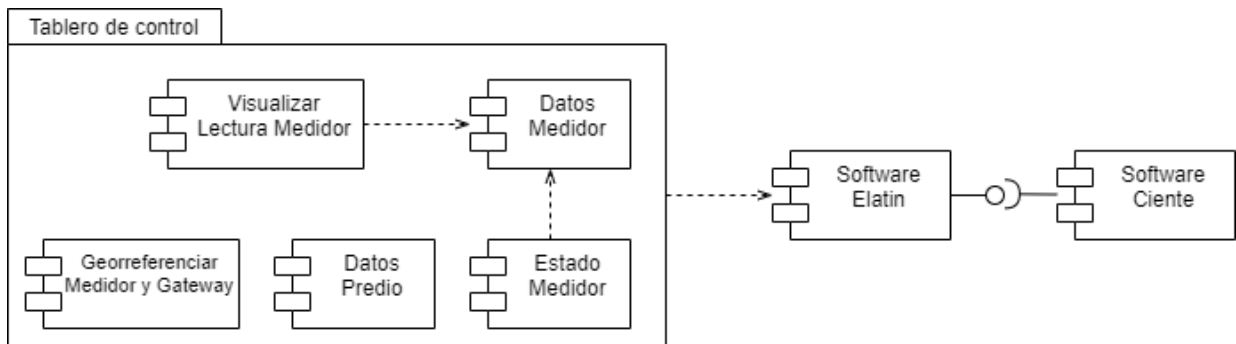 Tablero de control
Visualizar
Lectura Medidor
Datos
Medidor
Software
Elatin
Software
Ciente
Georreferenciar
Medidor y Gateway
Datos
Predio
Estado
Medidor